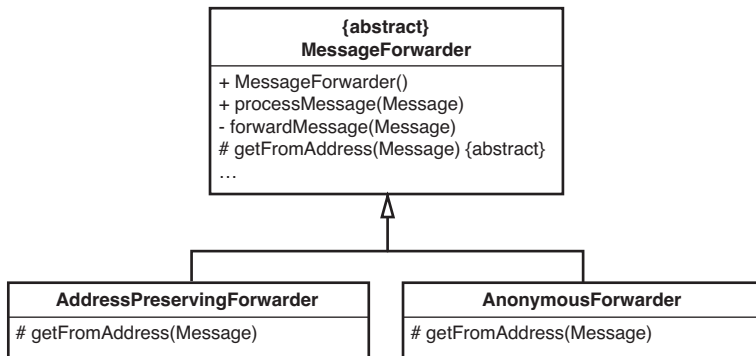 {abstract}
MessageForwarder
+ MessageForwarder()
+ processMessage(Message)
- forwardMessage(Message)
# getFromAddress(Message) {abstract}
...
AddressPreservingForwarder
# getFromAddress(Message)
AnonymousForwarder
# getFromAddress(Message)